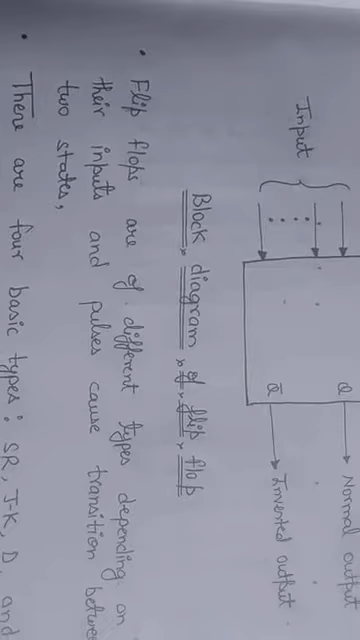 Input
Q
Normal output
Q̅
Inverted output.
Block diagram of flip flop
• Flip flops are of different types depending on
their inputs and pulses cause transition betwe
two states,
• There are four basic types: SR, J-K, D, and